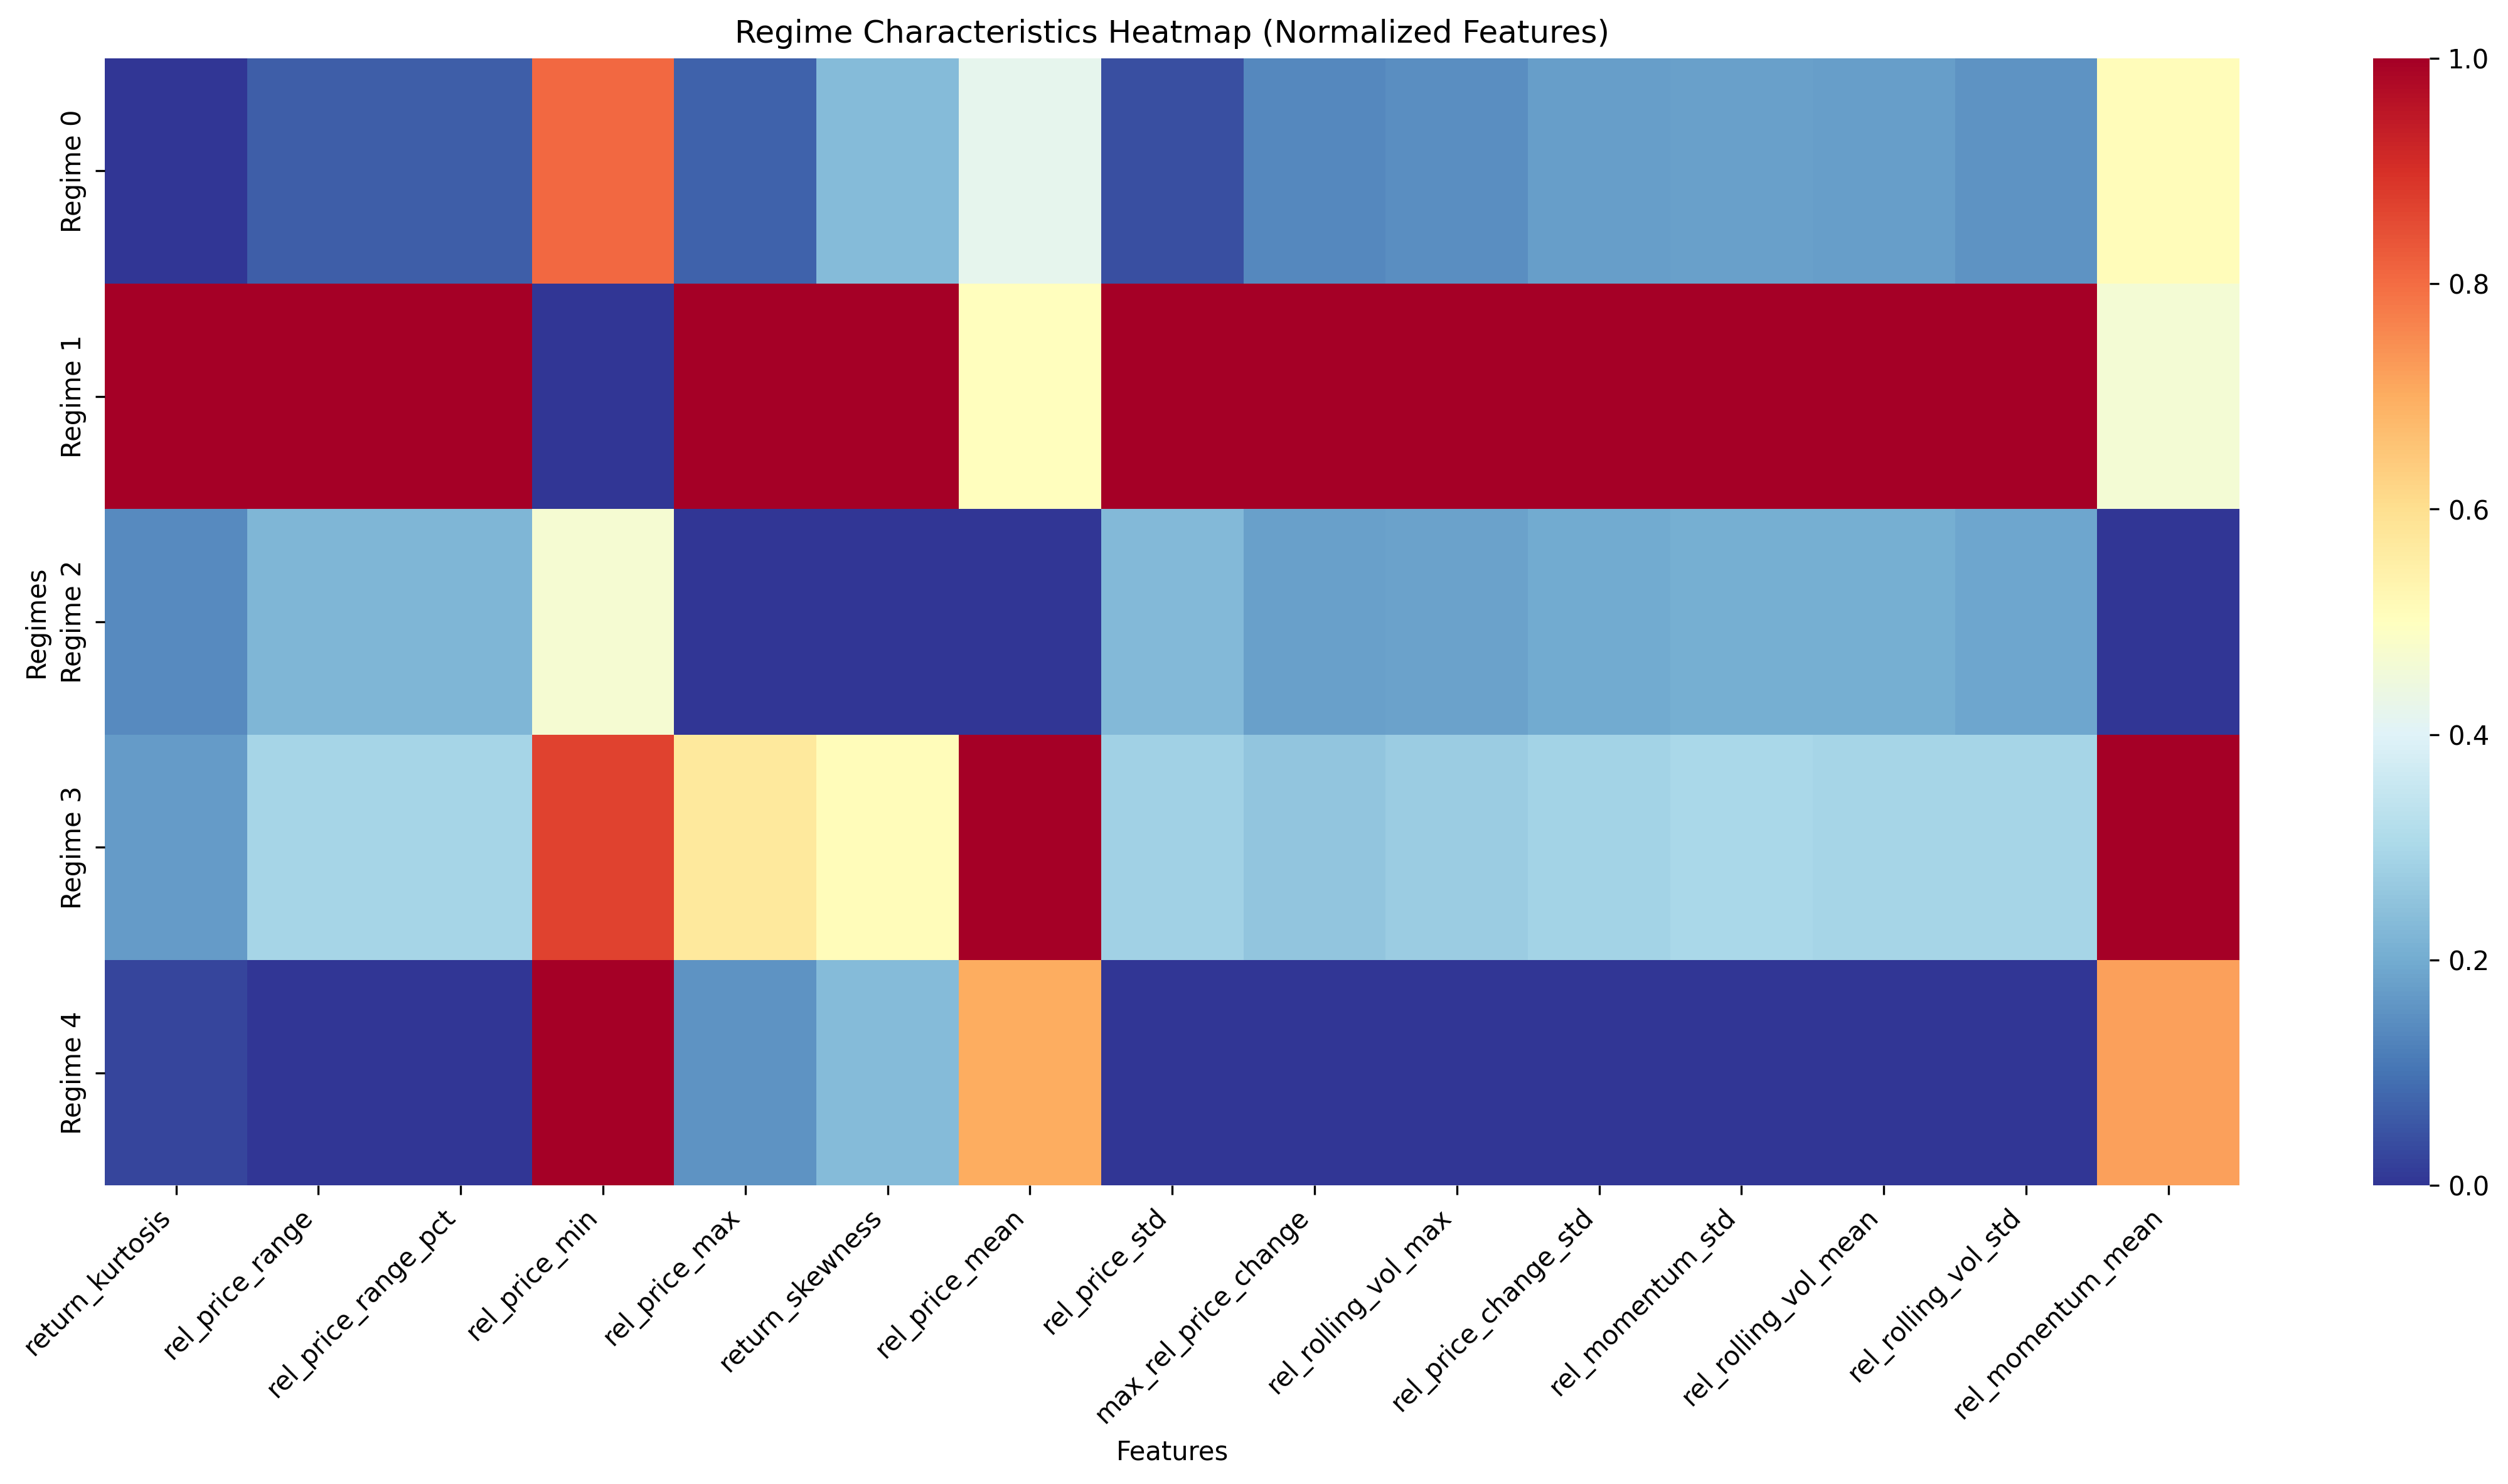 Regime Characteristics Heatmap (Normalized Features)
Regimes
Regime 0
Regime 1
Regime 2
Regime 3
Regime 4
return_kurtosis
rel_price_range
rel_price_range_pct
rel_price_min
rel_price_max
return_skewness
rel_price_mean
rel_price_std
max_rel_price_change
rel_rolling_vol_max
rel_price_change_std
rel_momentum_std
rel_rolling_vol_mean
rel_rolling_vol_std
rel_momentum_mean
Features
1.0
0.8
0.6
0.4
0.2
0.0